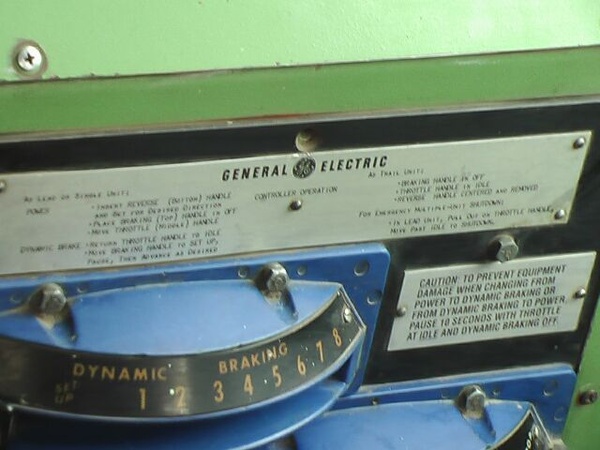 GENERAL ELECTRIC
CONTROLLER OPERATION
AS LEAD OR SINGLE UNIT:
POWER
- INSERT REVERSE (BOTTOM) HANDLE
AND SET FOR DESIRED DIRECTION
- PLACE BRAKING (TOP) HANDLE IN OFF
- MOVE THROTTLE (MIDDLE) HANDLE
DYNAMIC BRAKE - RETURN THROTTLE HANDLE TO IDLE
- MOVE BRAKING HANDLE TO SET UP,
PAUSE, THEN ADVANCE AS DESIRED
AS TRAIL UNIT:
- BRAKING HANDLE IN OFF
- THROTTLE HANDLE IN IDLE
- REVERSE HANDLE CENTERED AND REMOVED
FOR EMERGENCY MULTIPLE-UNIT SHUTDOWN:
- IN LEAD UNIT, PULL OUT ON THROTTLE HANDLE,
MOVE PAST IDLE TO SHUTDOWN.
CAUTION: TO PREVENT EQUIPMENT
DAMAGE WHEN CHANGING FROM
POWER TO DYNAMIC BRAKING OR
FROM DYNAMIC BRAKING TO POWER,
PAUSE 10 SECONDS WITH THROTTLE
AT IDLE AND DYNAMIC BRAKING OFF.
DYNAMIC BRAKING
SET
UP 1 2 3 4 5 6 7 8